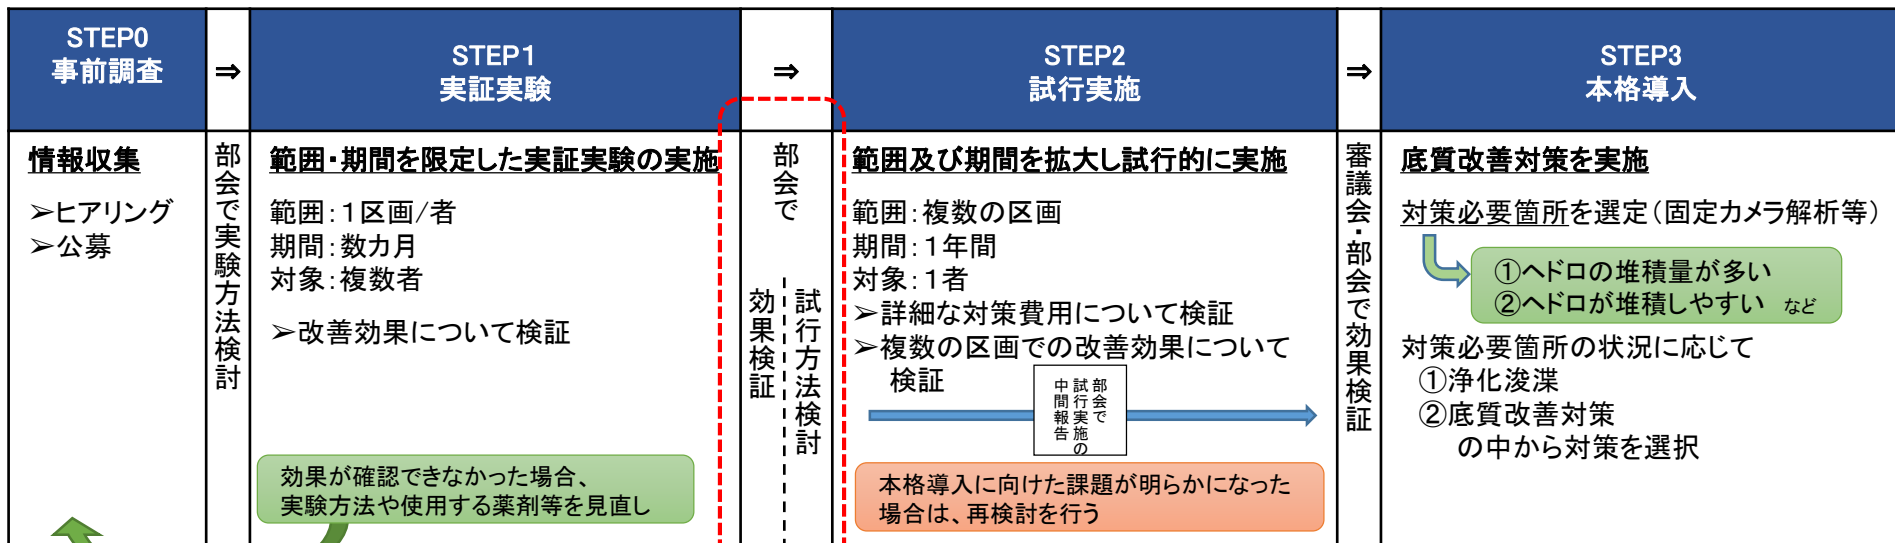 STEP0
事前調査
⇒
STEP1
実証実験
⇒
STEP2
試行実施
⇒
STEP3
本格導入
情報収集
➢ヒアリング
➢公募
部会で実験方法検討
範囲・期間を限定した実証実験の実施
範囲：１区画/者
期間：数カ月
対象：複数者
➢改善効果について検証
効果が確認できなかった場合、
実験方法や使用する薬剤等を見直し
部会で
効果検証
試行方法検討
範囲及び期間を拡大し試行的に実施
範囲：複数の区画
期間：１年間
対象：１者
➢詳細な対策費用について検証
➢複数の区画での改善効果について
検証
部会で
試行実施の
中間報告
本格導入に向けた課題が明らかになった
場合は、再検討を行う
審議会・部会で効果検証
底質改善対策を実施
対策必要箇所を選定（固定カメラ解析等）
①ヘドロの堆積量が多い
②ヘドロが堆積しやすい など
対策必要箇所の状況に応じて
①浄化浚渫
②底質改善対策
の中から対策を選択